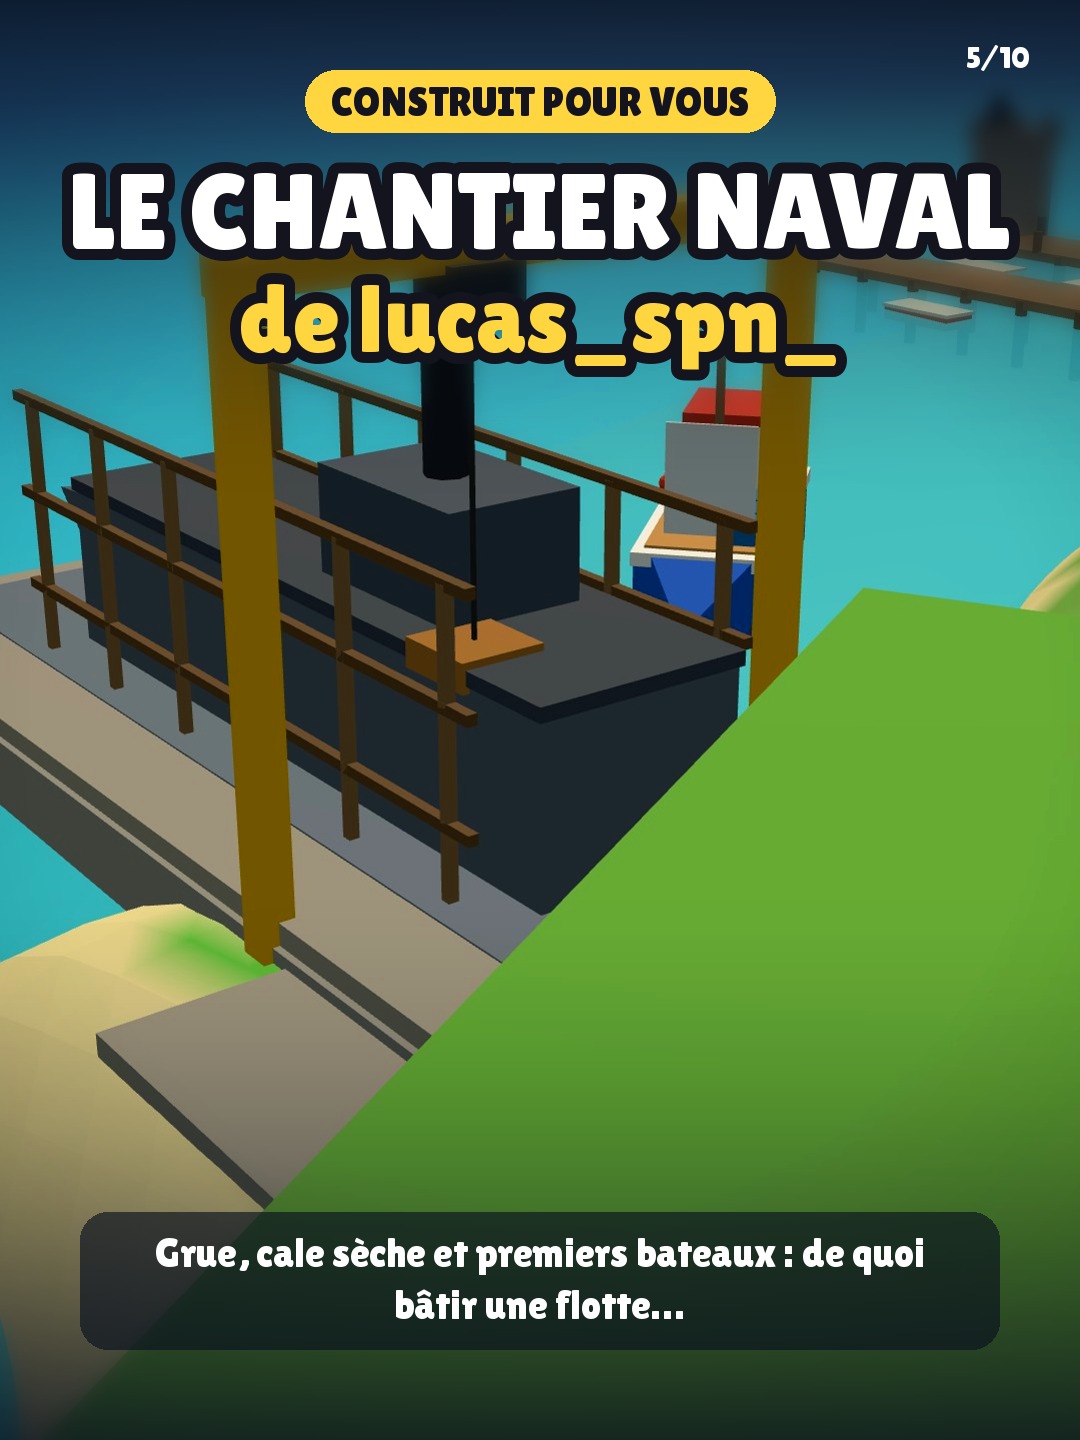 5/10
CONSTRUIT POUR VOUS
LE CHANTIER NAVAL
de lucas_spn_
Grue, cale sèche et premiers bateaux : de quoi
bâtir une flotte...